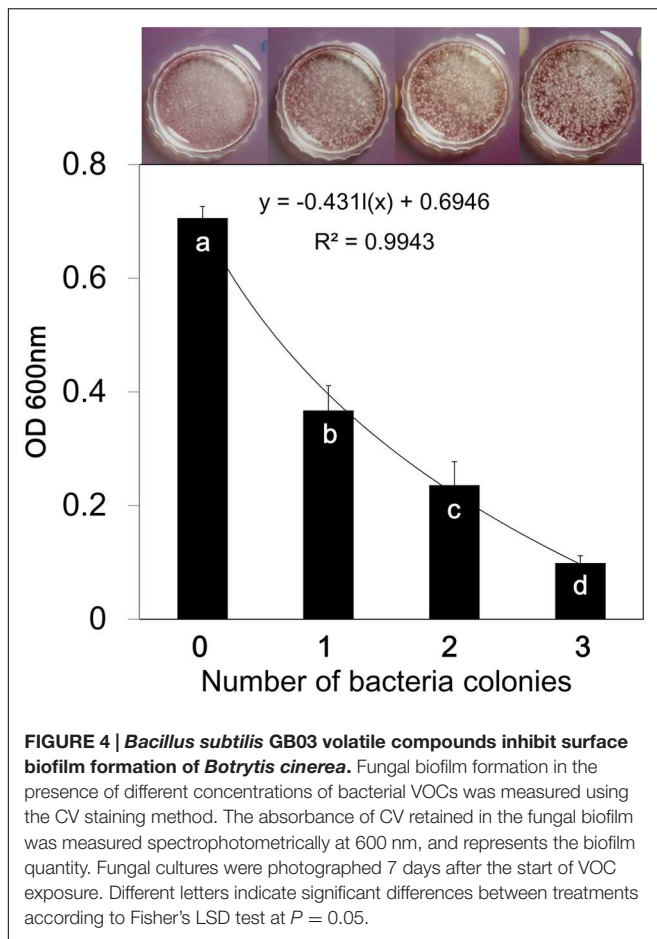 0.8
y = -0.431l(x) + 0.6946
R² = 0.9943
a
0.6
OD 600nm
0.4
b
c
0.2
d
0
0 1 2 3
Number of bacteria colonies
FIGURE 4 | Bacillus subtilis GB03 volatile compounds inhibit surface
biofilm formation of Botrytis cinerea. Fungal biofilm formation in the
presence of different concentrations of bacterial VOCs was measured using
the CV staining method. The absorbance of CV retained in the fungal biofilm
was measured spectrophotometrically at 600 nm, and represents the biofilm
quantity. Fungal cultures were photographed 7 days after the start of VOC
exposure. Different letters indicate significant differences between treatments
according to Fisher's LSD test at P = 0.05.